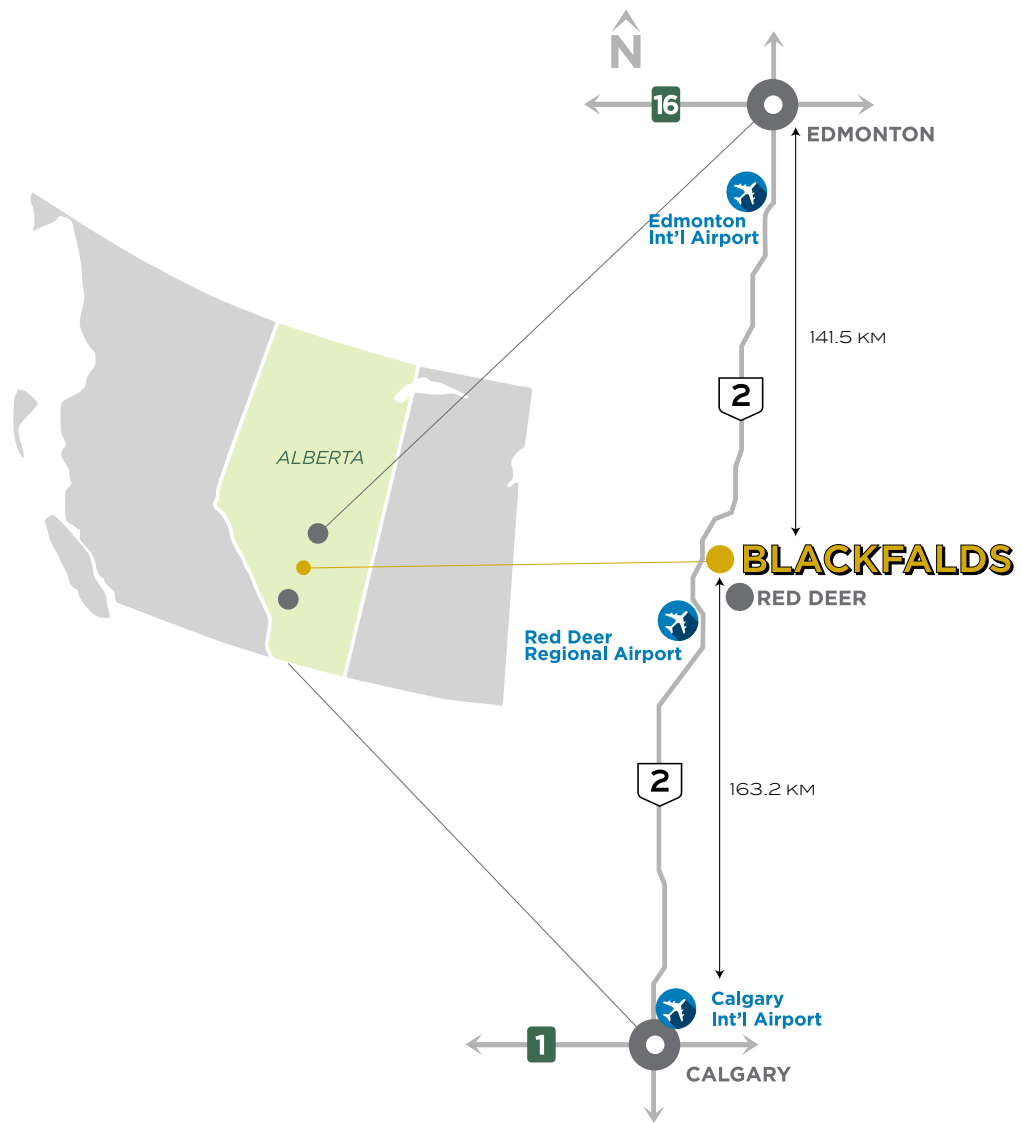 N
16
EDMONTON
Edmonton
Int'l Airport
141.5 KM
2
ALBERTA
BLACKFALDS
RED DEER
Red Deer
Regional Airport
2
163.2 KM
Calgary
Int'l Airport
1
CALGARY